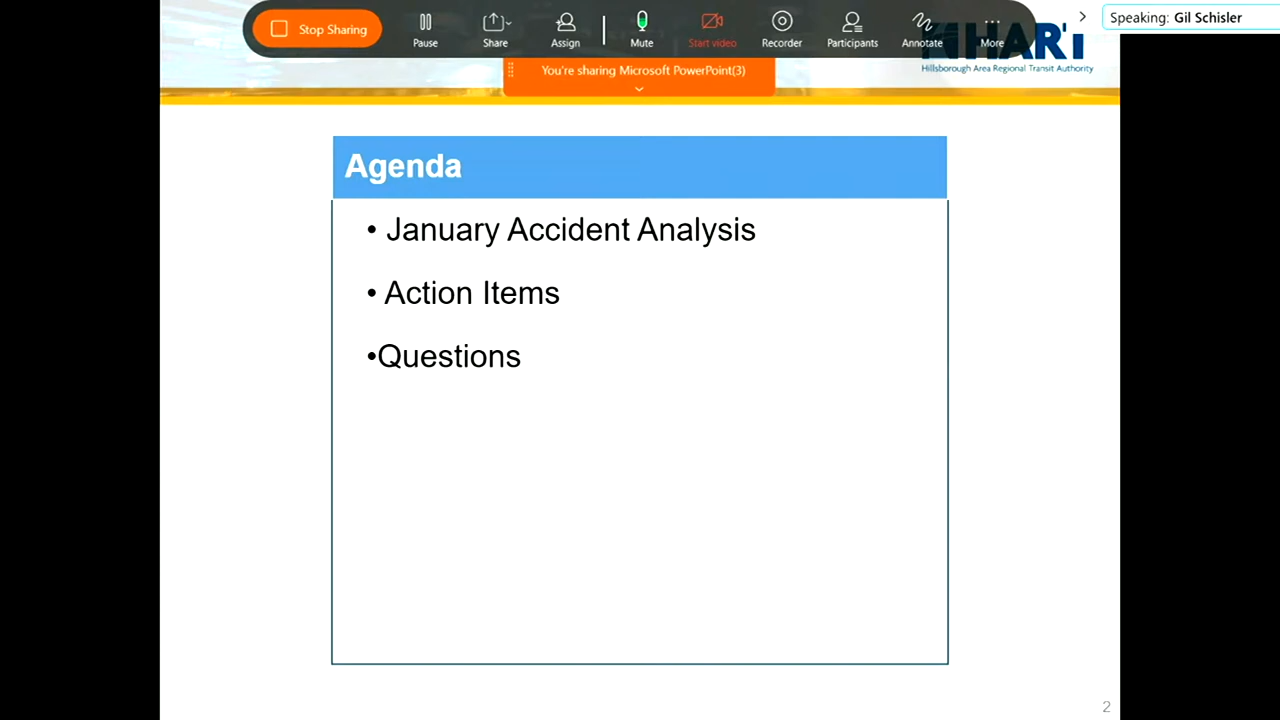 Stop Sharing
Pause
Share
Assign
Mute
Start video
Recorder
Participants
Annotate
More
Speaking: Gil Schisler
HART
Hillsborough Area Regional Transit Authority
You're sharing Microsoft PowerPoint(3)
Agenda
• January Accident Analysis
• Action Items
•Questions
2